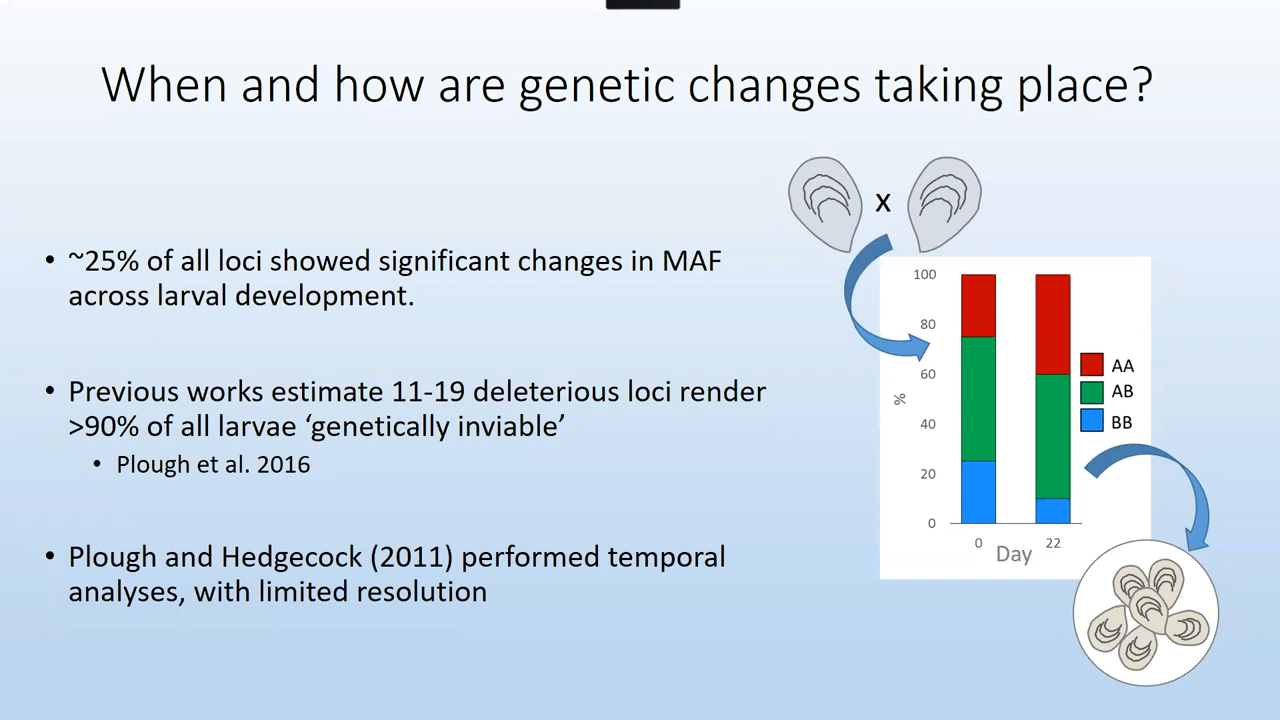 When and how are genetic changes taking place?
• ~25% of all loci showed significant changes in MAF
across larval development.
• Previous works estimate 11-19 deleterious loci render
>90% of all larvae ‘genetically inviable’
• Plough et al. 2016
• Plough and Hedgecock (2011) performed temporal
analyses, with limited resolution
x
100
80
60
40
20
0
%
0 22
Day
AA
AB
BB